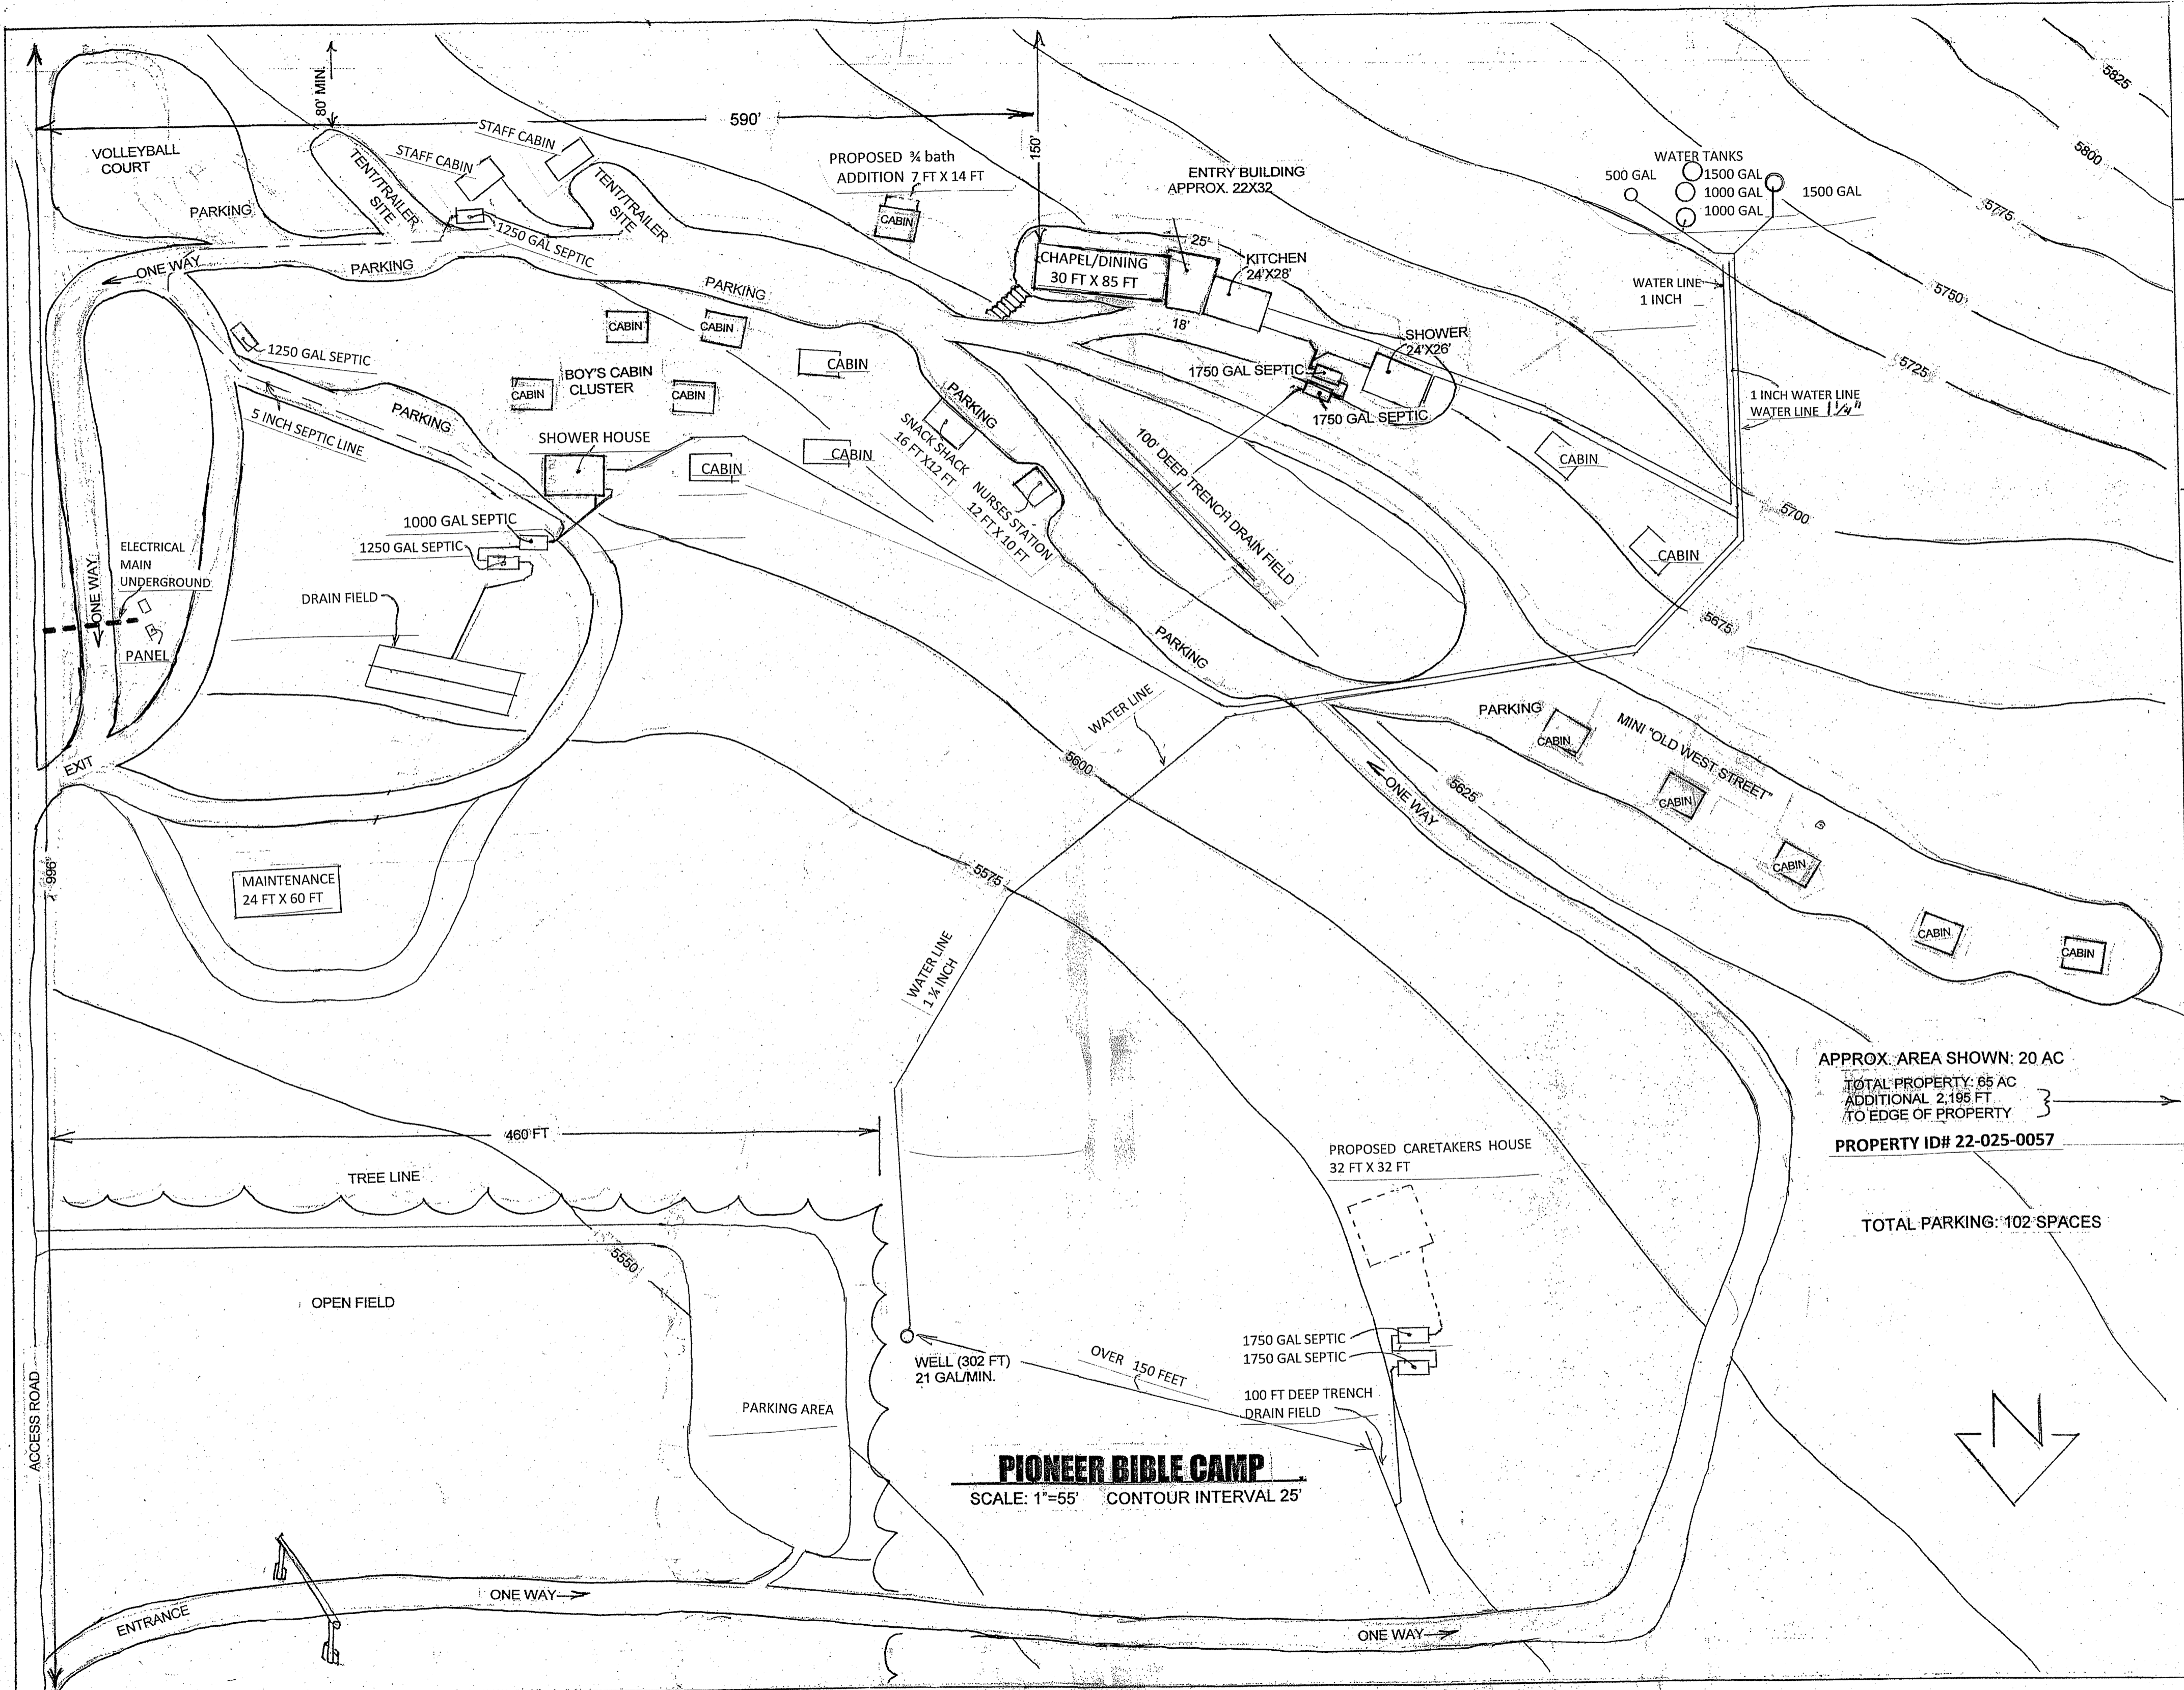 80' MIN.
590'
150'
VOLLEYBALL
COURT
STAFF CABIN
STAFF CABIN
TENT/TRAILER
SITE
TENT/TRAILER
SITE
PARKING
PROPOSED ¾ bath
ADDITION 7 FT X 14 FT
CABIN
ENTRY BUILDING
APPROX. 22X32
WATER TANKS
500 GAL
1500 GAL
1000 GAL
1000 GAL
1500 GAL
5825
5800
5775
5750
5725
5700
5675
1250 GAL SEPTIC
ONE WAY
PARKING
PARKING
CHAPEL/DINING
30 FT X 85 FT
25'
18'
KITCHEN
24'X28'
WATER LINE
1 INCH
SHOWER
24'X26'
1750 GAL SEPTIC
1750 GAL SEPTIC
1 INCH WATER LINE
WATER LINE 1 1/4"
1250 GAL SEPTIC
CABIN
CABIN
CABIN
BOY'S CABIN
CLUSTER
CABIN
CABIN
CABIN
CABIN
PARKING
5 INCH SEPTIC LINE
SHOWER HOUSE
PARKING
SNACK SHACK
16 FT X12 FT
NURSES STATION
12 FT X 10 FT
100' DEEP TRENCH DRAIN FIELD
CABIN
CABIN
1000 GAL SEPTIC
1250 GAL SEPTIC
ELECTRICAL
MAIN
UNDERGROUND
ONE WAY
PANEL
DRAIN FIELD
PARKING
EXIT
WATER LINE
5600
5625
ONE WAY
PARKING
MINI "OLD WEST STREET"
CABIN
CABIN
CABIN
CABIN
CABIN
996'
MAINTENANCE
24 FT X 60 FT
5575
WATER LINE
1 ¼ INCH
APPROX. AREA SHOWN: 20 AC
TOTAL PROPERTY: 65 AC
ADDITIONAL 2,195 FT
TO EDGE OF PROPERTY
PROPERTY ID# 22-025-0057
TOTAL PARKING: 102 SPACES
460 FT
TREE LINE
PROPOSED CARETAKERS HOUSE
32 FT X 32 FT
5550
OPEN FIELD
WELL (302 FT)
21 GAL/MIN.
OVER 150 FEET
1750 GAL SEPTIC
1750 GAL SEPTIC
100 FT DEEP TRENCH
DRAIN FIELD
PARKING AREA
ACCESS ROAD
PIONEER BIBLE CAMP
SCALE: 1"=55' CONTOUR INTERVAL 25'
N
ENTRANCE
ONE WAY
ONE WAY